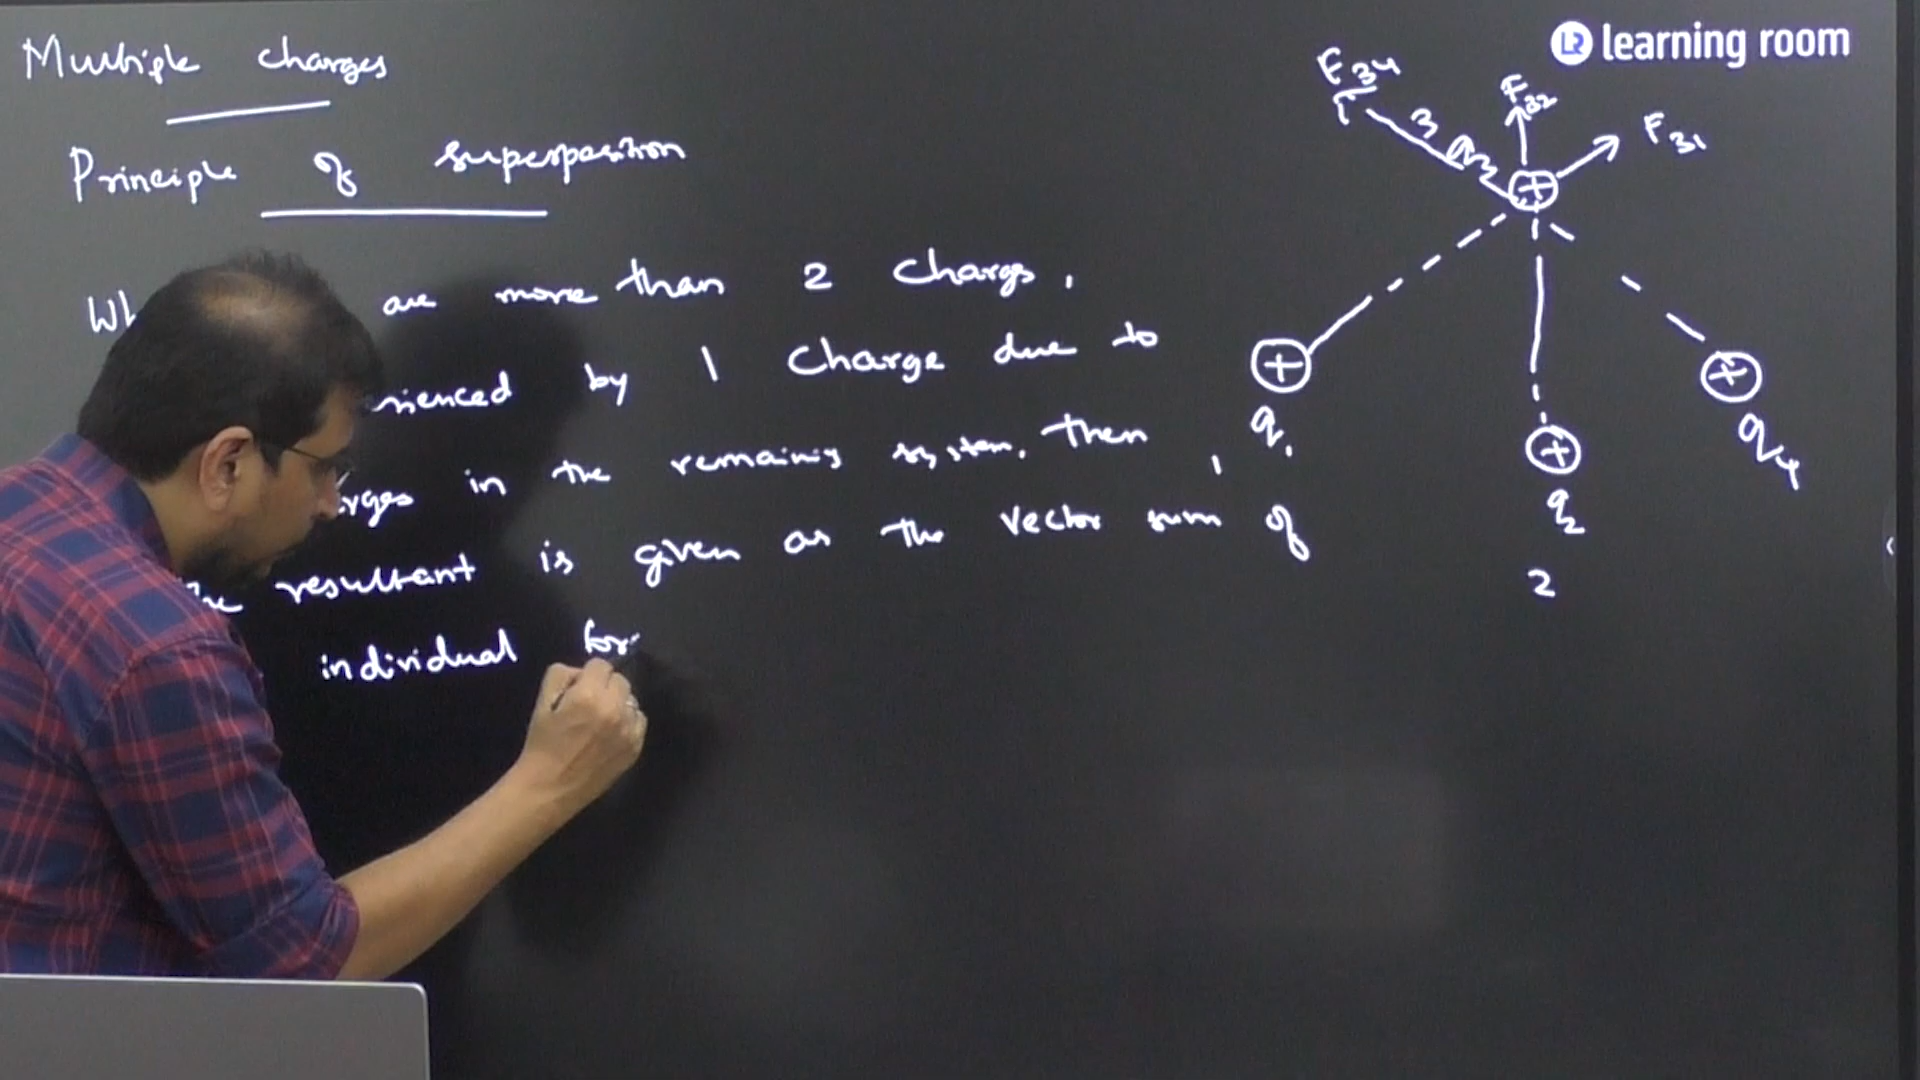 Multiple charges
Principle of superposition
are more than 2 charges,
by 1 charge due to
in the remaining system, then,
resultant is given as the vector sum of
individual for
LR learning room
F34
F32
F31
3
q1
q2
q4
2